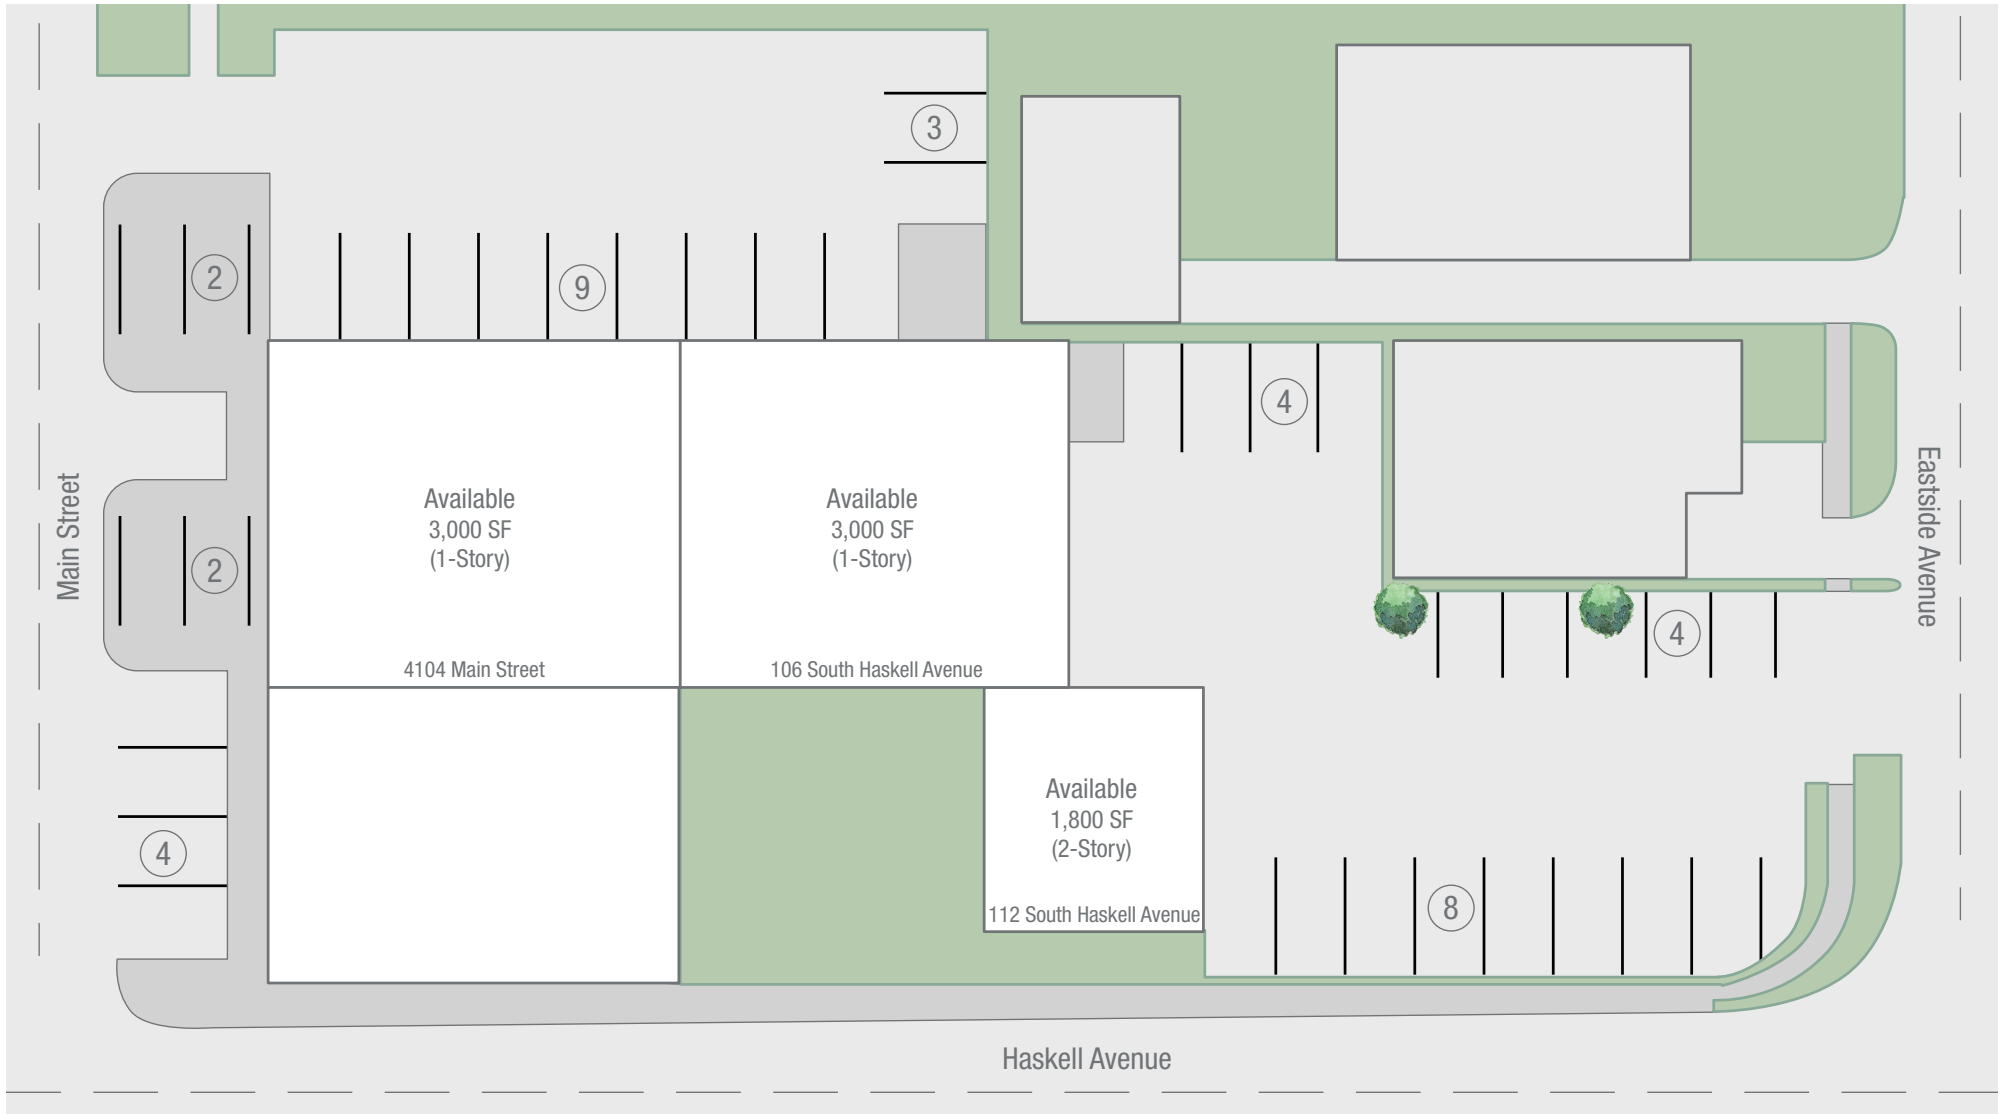 3
2
9
4
Available
3,000 SF
(1-Story)
Available
3,000 SF
(1-Story)
Main Street
Eastside Avenue
2
4
4104 Main Street
106 South Haskell Avenue
Available
1,800 SF
(2-Story)
4
8
112 South Haskell Avenue
Haskell Avenue